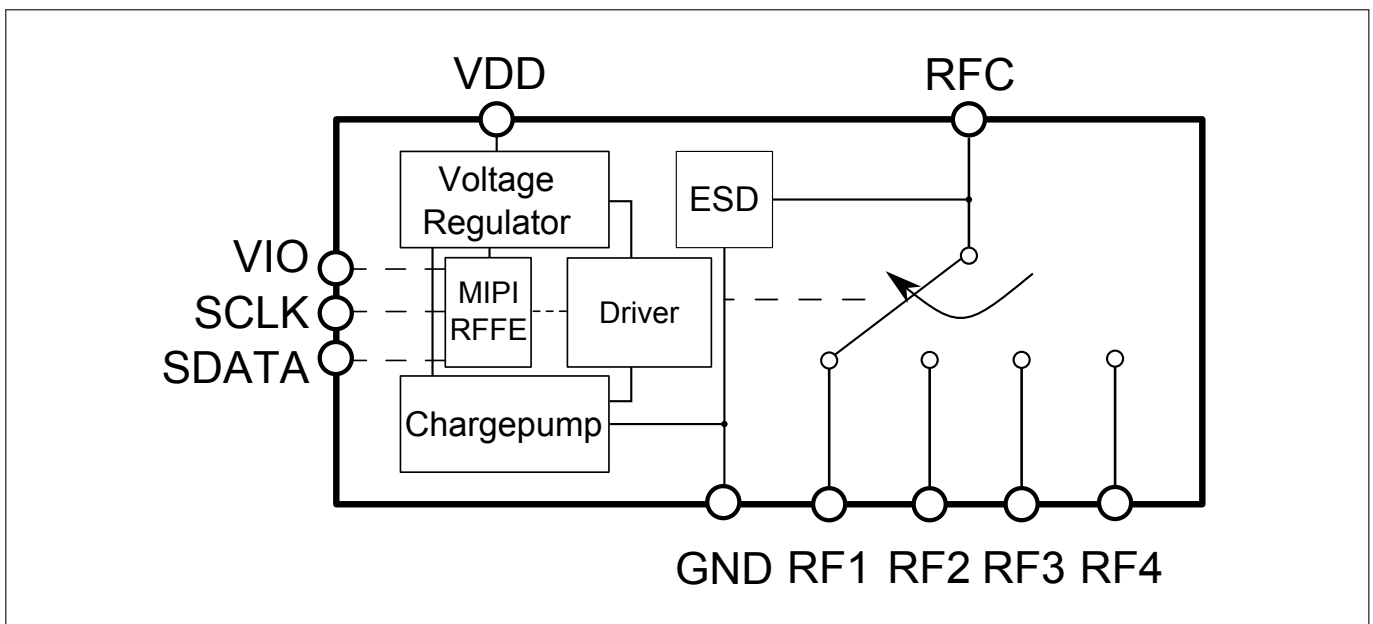 VDD
RFC
Voltage
Regulator
ESD
VIO
SCLK
SDATA
MIPI
RFFE
Driver
Chargepump
GND RF1 RF2 RF3 RF4